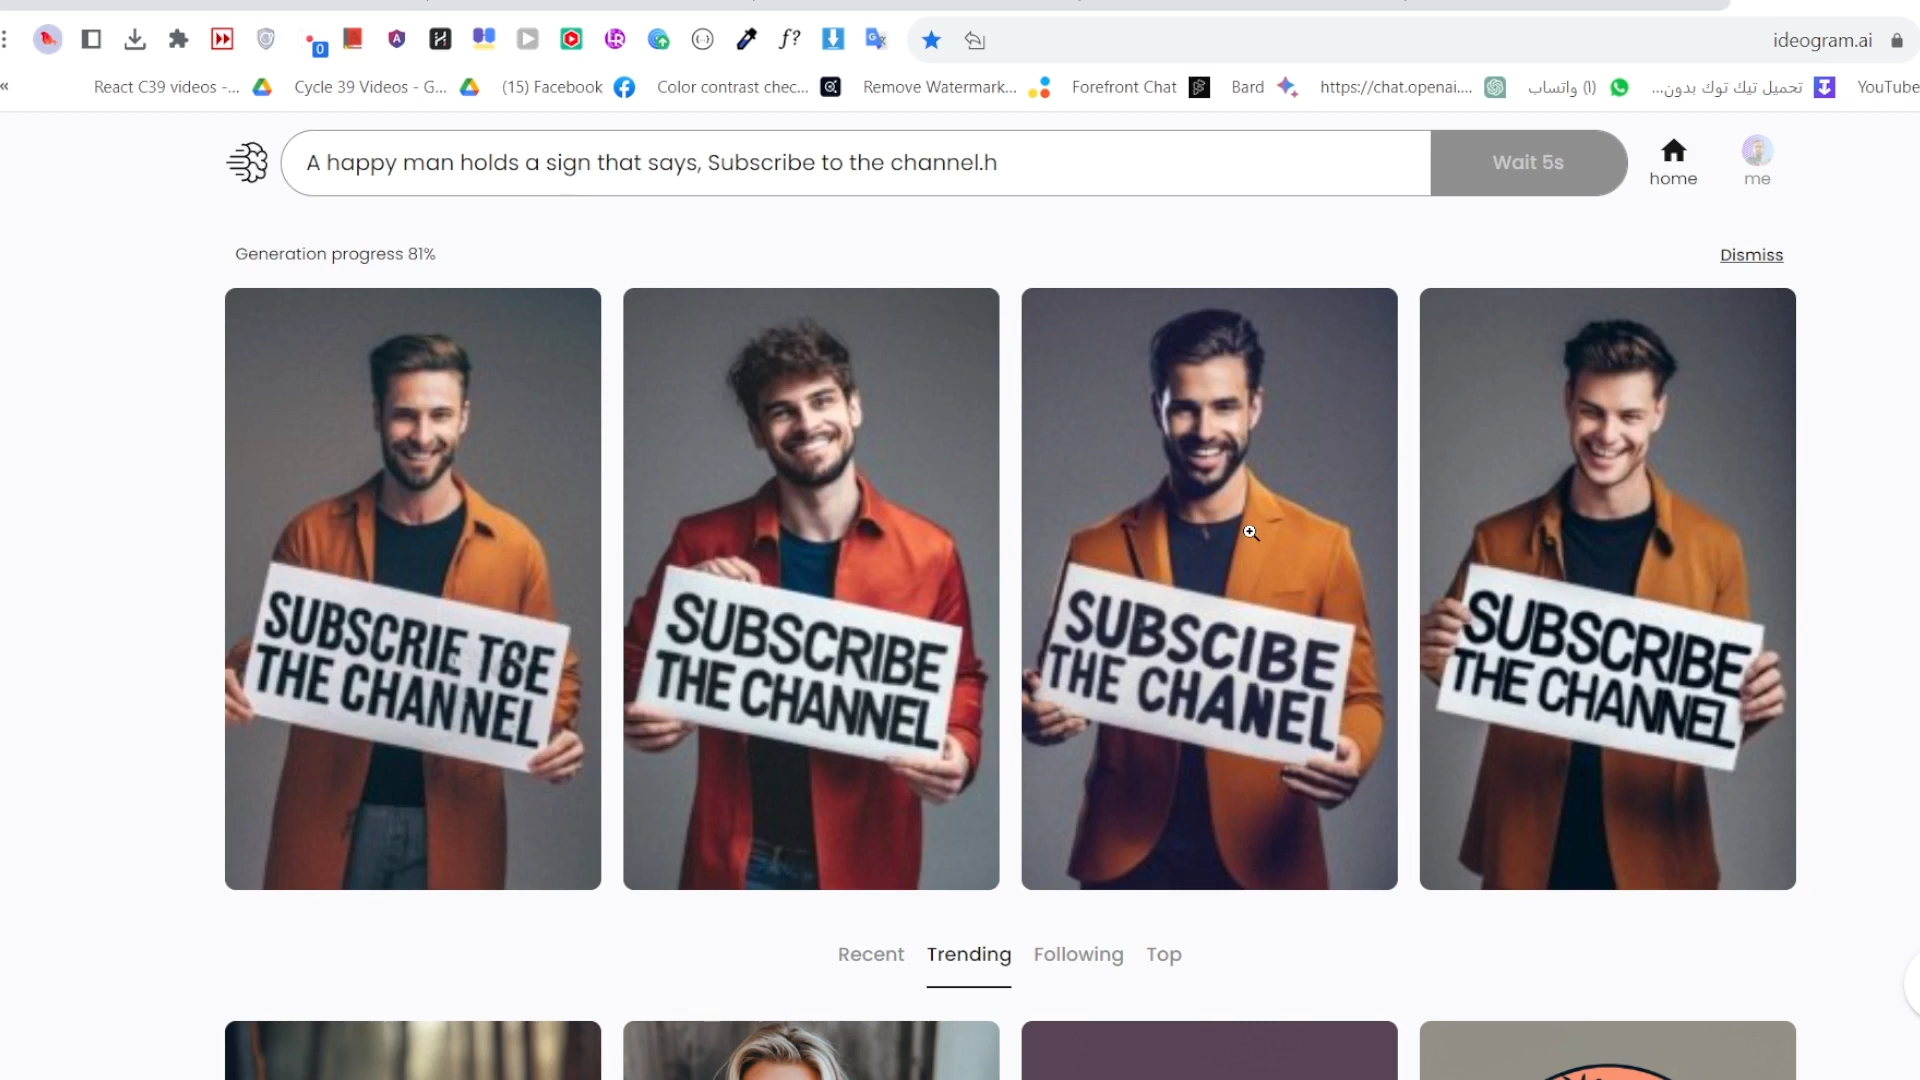 0
f?
ideogram.ai
«
React C39 videos -...
Cycle 39 Videos - G...
(15) Facebook
Color contrast chec...
Remove Watermark...
Forefront Chat
Bard
https://chat.openai....
(١) واتساب
تحميل تيك توك بدون...
YouTube
A happy man holds a sign that says, Subscribe to the channel.h
Wait 5s
home
me
Generation progress 81%
Dismiss
SUBSCRIE T6E
THE CHANNEL
SUBSCRIBE
THE CHANNEL
SUBSCIBE
THE CHANEL
SUBSCRIBE
THE CHANNEL
Recent
Trending
Following
Top